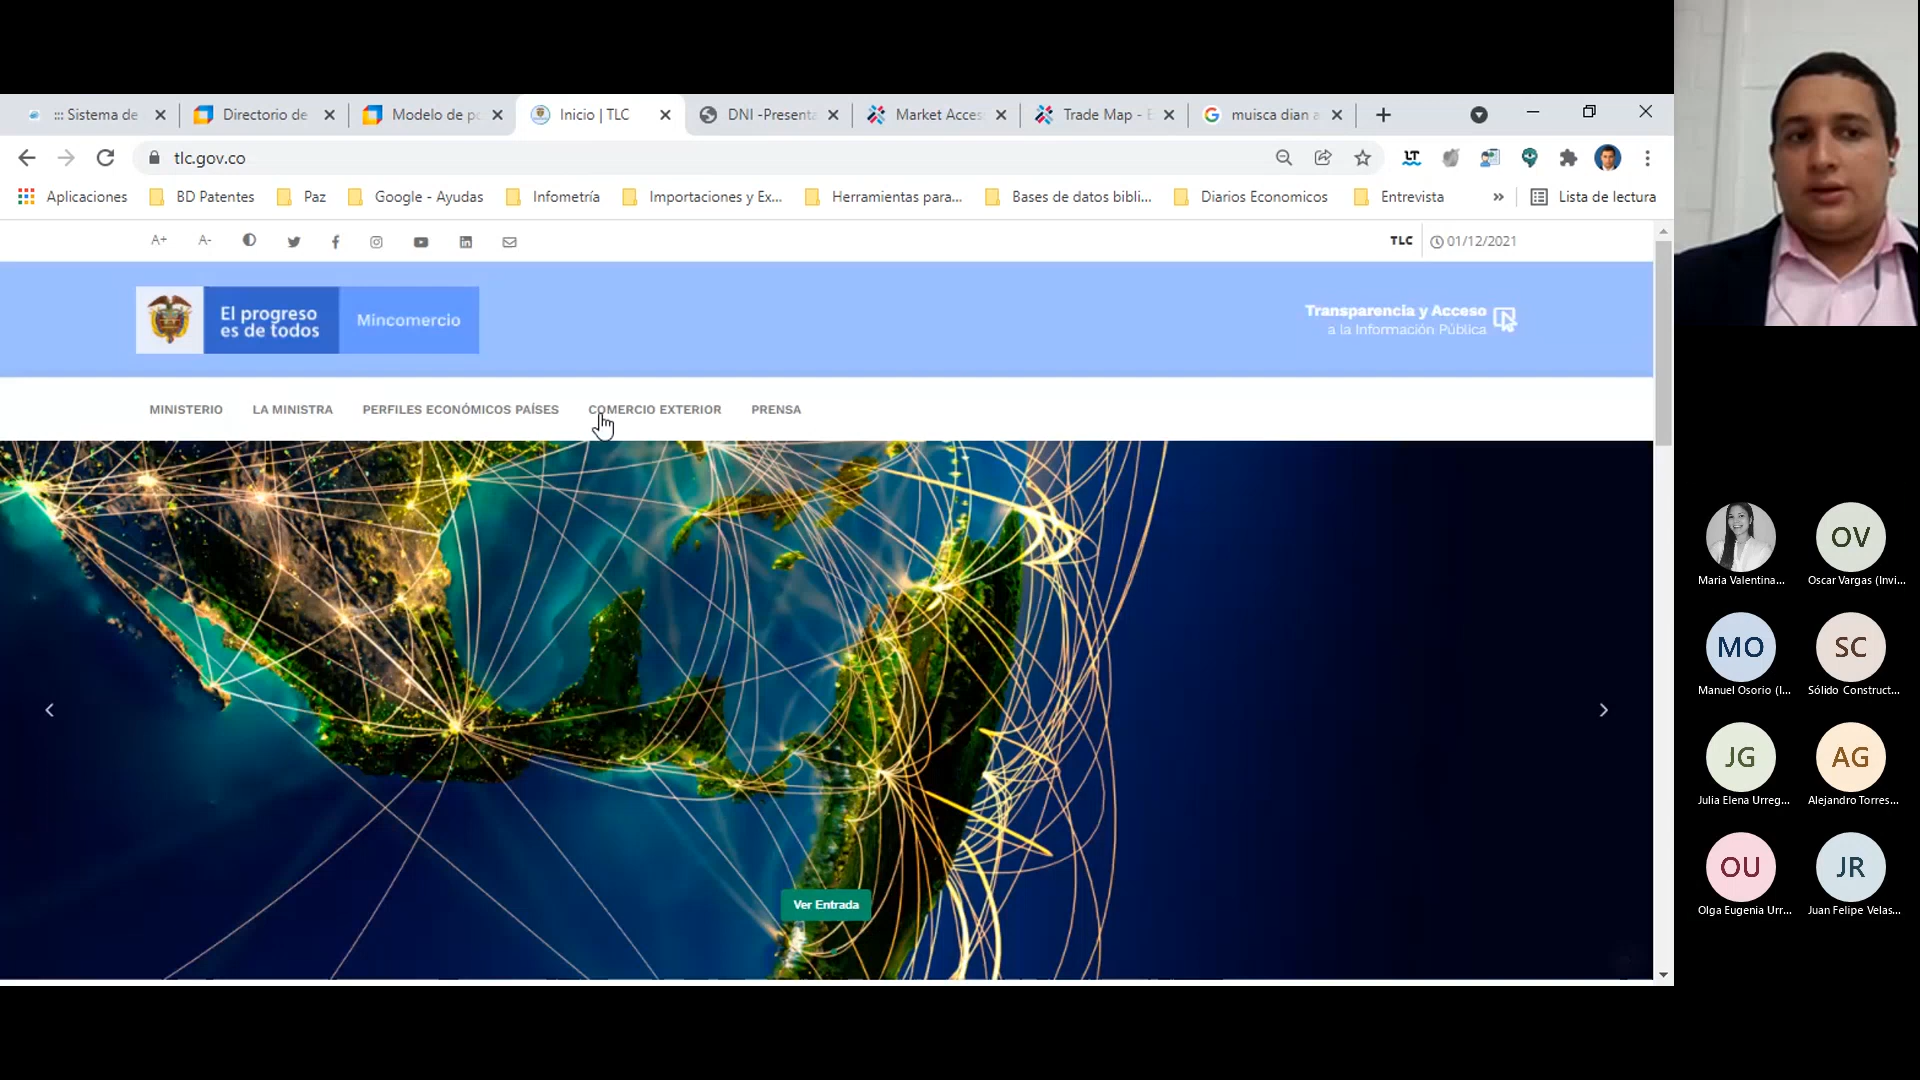 ::: Sistema de
Directorio de
Modelo de po
Inicio | TLC
DNI -Presenta
Market Acces
Trade Map - E
muisca dian a
tlc.gov.co
LT
Aplicaciones
BD Patentes
Paz
Google - Ayudas
Infometría
Importaciones y Ex...
Herramientas para...
Bases de datos bibli...
Diarios Economicos
Entrevista
»
Lista de lectura
A+
A-
TLC
01/12/2021
El progreso
es de todos
Mincomercio
Transparencia y Acceso
a la Información Pública
MINISTERIO
LA MINISTRA
PERFILES ECONÓMICOS PAÍSES
COMERCIO EXTERIOR
PRENSA
Ver Entrada
Maria Valentina...
OV
Oscar Vargas (Invi...
MO
Manuel Osorio (I...
SC
Sólido Construct...
JG
Julia Elena Urreg...
AG
Alejandro Torres...
OU
Olga Eugenia Urr...
JR
Juan Felipe Velas...